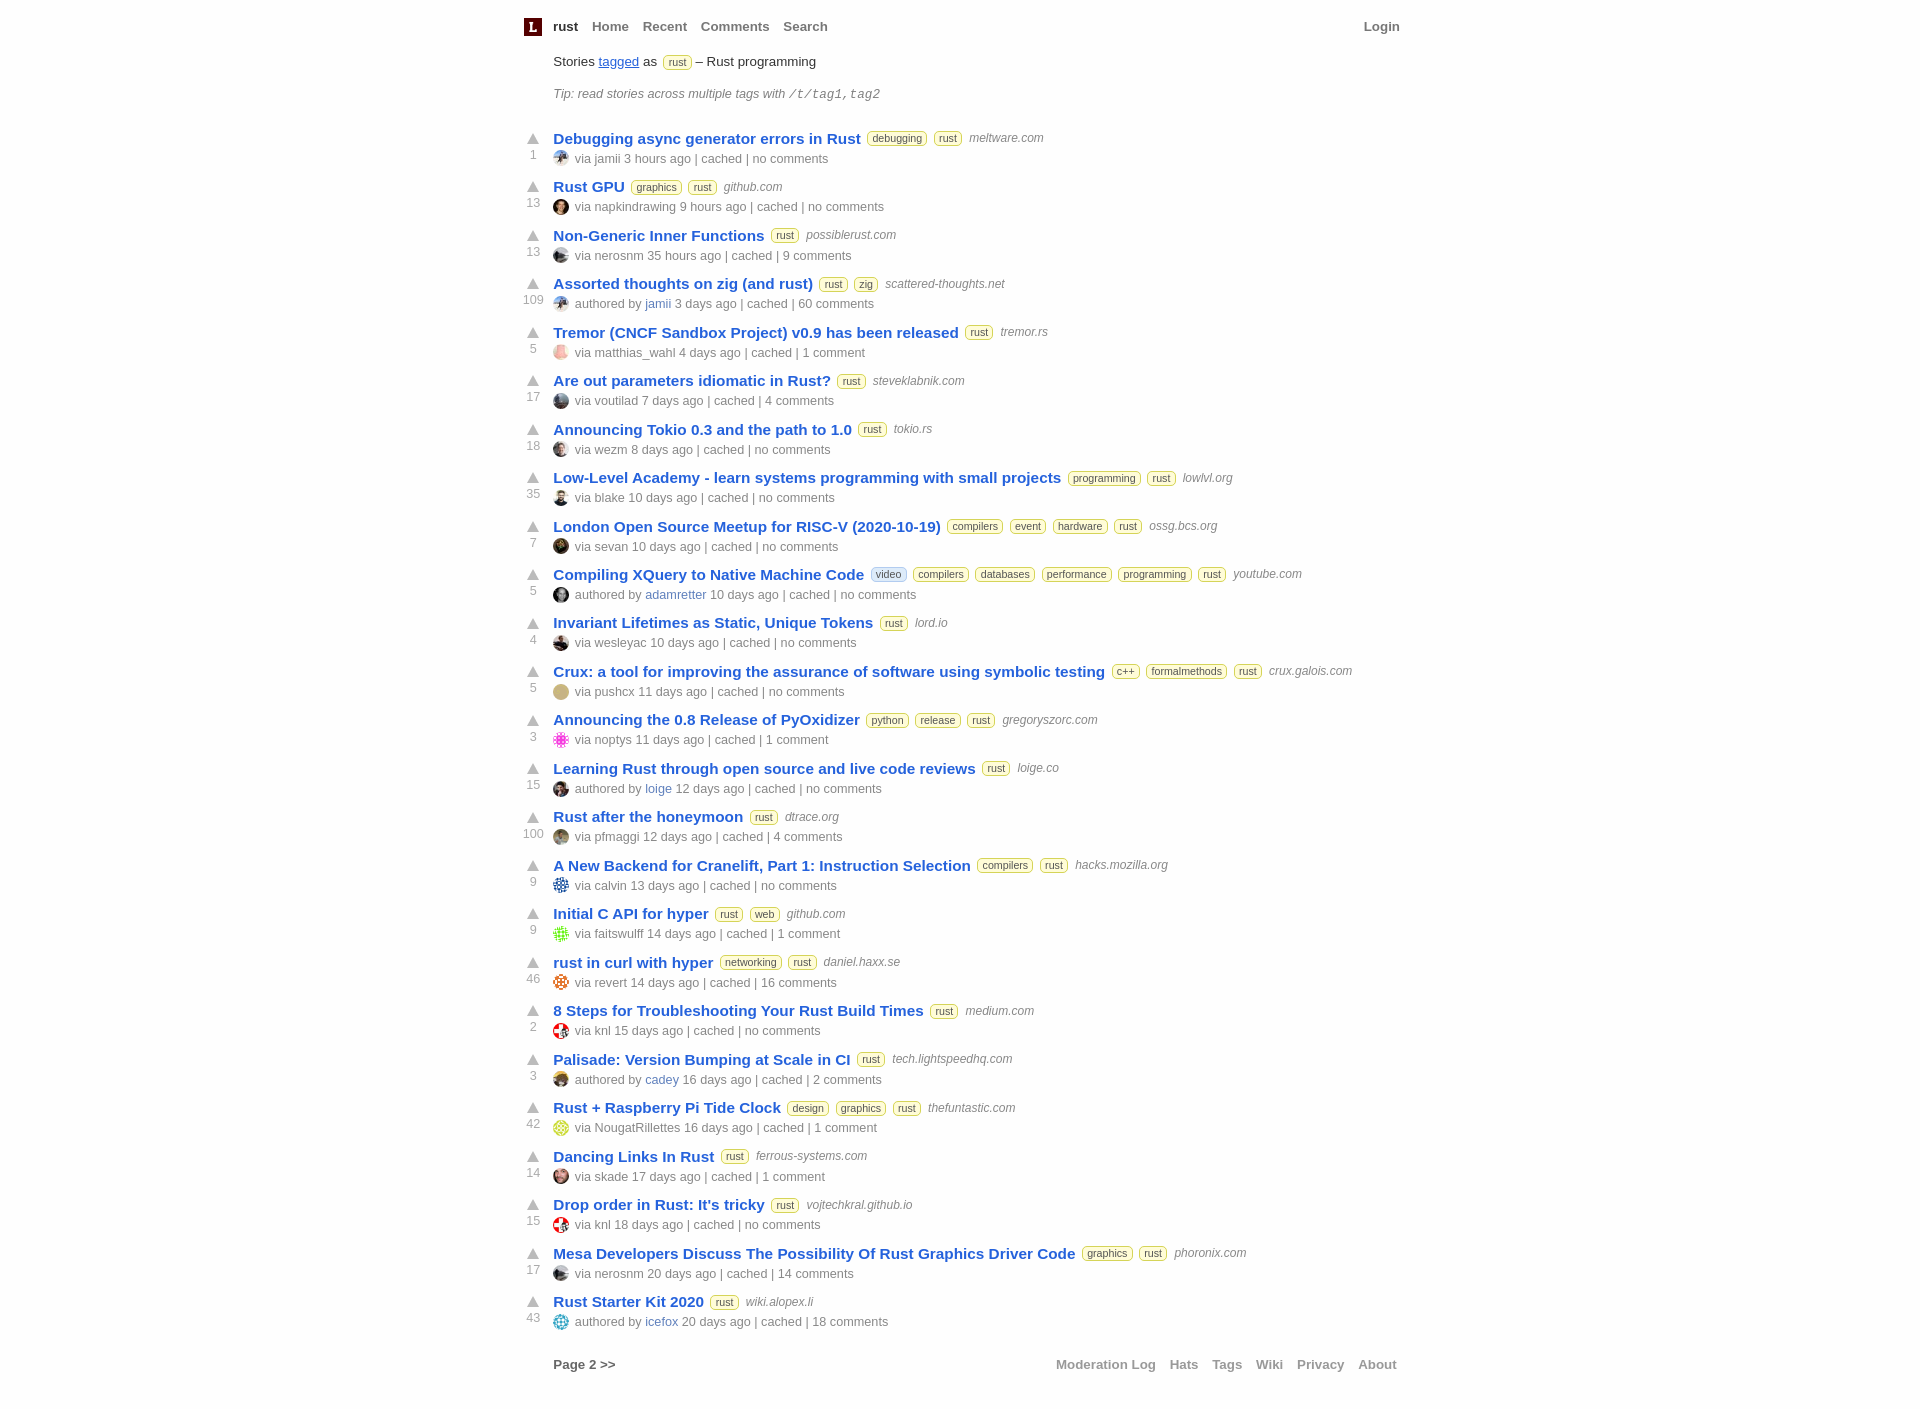 L rust Home Recent Comments Search Login
Stories tagged as rust – Rust programming
Tip: read stories across multiple tags with /t/tag1,tag2
Debugging async generator errors in Rust debugging rust meltware.com
1 via jamii 3 hours ago | cached | no comments
Rust GPU graphics rust github.com
13 via napkindrawing 9 hours ago | cached | no comments
Non-Generic Inner Functions rust possiblerust.com
13 via nerosnm 35 hours ago | cached | 9 comments
Assorted thoughts on zig (and rust) rust zig scattered-thoughts.net
109 authored by jamii 3 days ago | cached | 60 comments
Tremor (CNCF Sandbox Project) v0.9 has been released rust tremor.rs
5 via matthias_wahl 4 days ago | cached | 1 comment
Are out parameters idiomatic in Rust? rust steveklabnik.com
17 via voutilad 7 days ago | cached | 4 comments
Announcing Tokio 0.3 and the path to 1.0 rust tokio.rs
18 via wezm 8 days ago | cached | no comments
Low-Level Academy - learn systems programming with small projects programming rust lowlvl.org
35 via blake 10 days ago | cached | no comments
London Open Source Meetup for RISC-V (2020-10-19) compilers event hardware rust ossg.bcs.org
7 via sevan 10 days ago | cached | no comments
Compiling XQuery to Native Machine Code video compilers databases performance programming rust youtube.com
5 authored by adamretter 10 days ago | cached | no comments
Invariant Lifetimes as Static, Unique Tokens rust lord.io
4 via wesleyac 10 days ago | cached | no comments
Crux: a tool for improving the assurance of software using symbolic testing c++ formalmethods rust crux.galois.com
5 via pushcx 11 days ago | cached | no comments
Announcing the 0.8 Release of PyOxidizer python release rust gregoryszorc.com
3 via noptys 11 days ago | cached | 1 comment
Learning Rust through open source and live code reviews rust loige.co
15 authored by loige 12 days ago | cached | no comments
Rust after the honeymoon rust dtrace.org
100 via pfmaggi 12 days ago | cached | 4 comments
A New Backend for Cranelift, Part 1: Instruction Selection compilers rust hacks.mozilla.org
9 via calvin 13 days ago | cached | no comments
Initial C API for hyper rust web github.com
9 via faitswulff 14 days ago | cached | 1 comment
rust in curl with hyper networking rust daniel.haxx.se
46 via revert 14 days ago | cached | 16 comments
8 Steps for Troubleshooting Your Rust Build Times rust medium.com
2 via knl 15 days ago | cached | no comments
Palisade: Version Bumping at Scale in CI rust tech.lightspeedhq.com
3 authored by cadey 16 days ago | cached | 2 comments
Rust + Raspberry Pi Tide Clock design graphics rust thefuntastic.com
42 via NougatRillettes 16 days ago | cached | 1 comment
Dancing Links In Rust rust ferrous-systems.com
14 via skade 17 days ago | cached | 1 comment
Drop order in Rust: It's tricky rust vojtechkral.github.io
15 via knl 18 days ago | cached | no comments
Mesa Developers Discuss The Possibility Of Rust Graphics Driver Code graphics rust phoronix.com
17 via nerosnm 20 days ago | cached | 14 comments
Rust Starter Kit 2020 rust wiki.alopex.li
43 authored by icefox 20 days ago | cached | 18 comments
Page 2 >> Moderation Log Hats Tags Wiki Privacy About